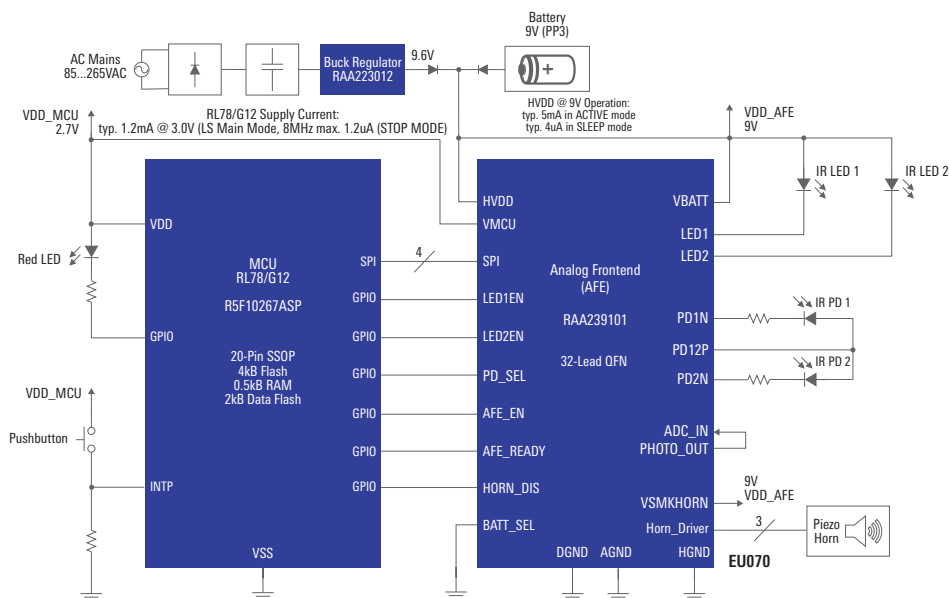 AC Mains
85...265VAC
Buck Regulator
RAA223012
9.6V
Battery
9V (PP3)
+
HVDD @ 9V Operation:
typ. 5mA in ACTIVE mode
typ. 4uA in SLEEP mode
VDD_MCU
2.7V
RL78/G12 Supply Current:
typ. 1.2mA @ 3.0V (LS Main Mode, 8MHz max. 1.2uA (STOP MODE)
VDD_AFE
9V
IR LED 1
IR LED 2
Red LED
VDD
GPIO
VDD_MCU
Pushbutton
INTP
MCU
RL78/G12
R5F10267ASP
20-Pin SSOP
4kB Flash
0.5kB RAM
2kB Data Flash
VSS
SPI
GPIO
GPIO
GPIO
GPIO
GPIO
GPIO
4
HVDD
VMCU
SPI
LED1EN
LED2EN
PD_SEL
AFE_EN
AFE_READY
HORN_DIS
BATT_SEL
Analog Frontend
(AFE)
RAA239101
32-Lead QFN
DGND
AGND
HGND
VBATT
LED1
LED2
PD1N
PD12P
PD2N
ADC_IN
PHOTO_OUT
VSMKHORN
Horn_Driver
IR PD 1
IR PD 2
9V
VDD_AFE
3
Piezo
Horn
EU070